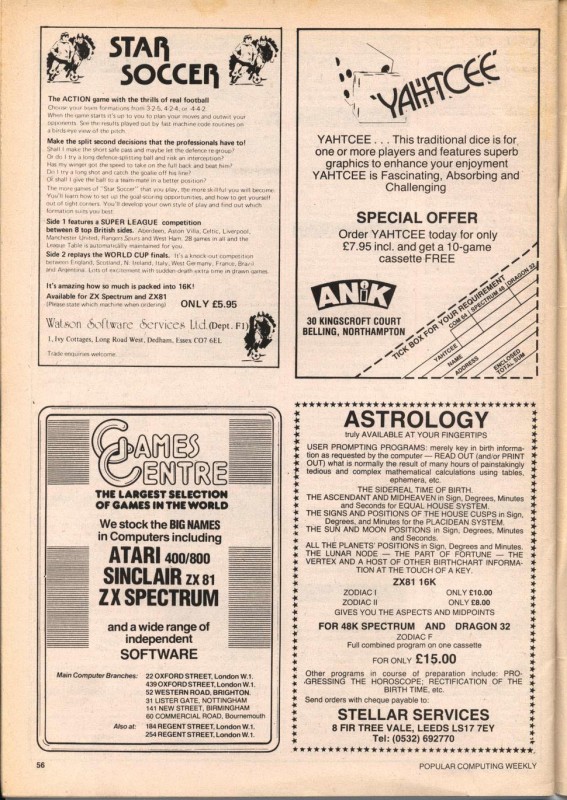 STAR
SOCCER
The ACTION game with the thrills of real football
Choose your team formations from 3-2-5, 4-2-4, or 4-4-2.
When the game starts it's up to you to plan your moves and outwit your
opponents. See the results played out by fast machine code routines on
a birds-eye view of the pitch.
Make the split second decisions that the professionals have to!
Shall I make the short safe pass and maybe let the defence re-group?
Or do I try a long defence-splitting ball and risk an interception?
Has my winger got the speed to take on the full back and beat him?
Do I try a long shot and catch the goalie off his line?
Or shall I give the ball to a team-mate in a better position?
The more games of "Star Soccer" that you play, the more skillful you will become.
You'll learn how to set up the goal-scoring opportunities, and how to get yourself
out of tight corners. You'll develop your own style of play and find out which
formation suits you best.
Side 1 features a SUPER LEAGUE competition
between 8 top British sides. Aberdeen, Aston Villa, Celtic, Liverpool,
Manchester United, Rangers, Spurs and West Ham. 28 games in all and the
League Table is automatically maintained for you.
Side 2 replays the WORLD CUP finals. It's a knock-out competition
between England, Scotland, N. Ireland, Italy, West Germany, France, Brazil
and Argentina. Lots of excitement with sudden-death extra time in drawn games.
It's amazing how so much is packed into 16K!
Available for ZX Spectrum and ZX81
(Please state which machine when ordering)
ONLY £5.95
Watson Software Services Ltd. (Dept. F1)
1, Ivy Cottages, Long Road West, Dedham, Essex CO7 6EL
Trade enquiries welcome
YAHTCEE
YAHTCEE . . . This traditional dice is for
one or more players and features superb
graphics to enhance your enjoyment
YAHTCEE is Fascinating, Absorbing and
Challenging
SPECIAL OFFER
Order YAHTCEE today for only
£7.95 incl. and get a 10-game
cassette FREE
ANiK
30 KINGSCROFT COURT
BELLING, NORTHAMPTON
TICK BOX FOR YOUR REQUIREMENT
COM 64 SPECTRUM 48 DRAGON 32
YAHTCEE
NAME
ADDRESS
ENCLOSED
TOTAL SUM
GAMES
CENTRE
THE LARGEST SELECTION
OF GAMES IN THE WORLD
We stock the BIG NAMES
in Computers including
ATARI 400/800
SINCLAIR ZX 81
ZX SPECTRUM
and a wide range of
independent
SOFTWARE
Main Computer Branches: 22 OXFORD STREET, London W.1.
439 OXFORD STREET, London W.1.
52 WESTERN ROAD, BRIGHTON.
31 LISTER GATE, NOTTINGHAM
141 NEW STREET, BIRMINGHAM
60 COMMERCIAL ROAD, Bournemouth
Also at: 184 REGENT STREET, London W.1.
254 REGENT STREET, London W.1.
ASTROLOGY
truly AVAILABLE AT YOUR FINGERTIPS
USER PROMPTING PROGRAMS: merely key in birth informa-
tion as requested by the computer — READ OUT (and/or PRINT
OUT) what is normally the result of many hours of painstakingly
tedious and complex mathematical calculations using tables,
ephemera, etc.
THE SIDEREAL TIME OF BIRTH.
THE ASCENDANT AND MIDHEAVEN in Sign, Degrees, Minutes
and Seconds for EQUAL HOUSE SYSTEM.
THE SIGNS AND POSITIONS OF THE HOUSE CUSPS in Sign,
Degrees, and Minutes for the PLACIDEAN SYSTEM.
THE SUN AND MOON POSITIONS in Sign, Degrees, Minutes
and Seconds.
ALL THE PLANETS' POSITIONS in Sign, Degrees and Minutes.
THE LUNAR NODE — THE PART OF FORTUNE — THE
VERTEX AND A HOST OF OTHER BIRTHCHART INFORMA-
TION AT THE TOUCH OF A KEY.
ZX81 16K
ZODIAC I ONLY £10.00
ZODIAC II ONLY £8.00
GIVES YOU THE ASPECTS AND MIDPOINTS
FOR 48K SPECTRUM AND DRAGON 32
ZODIAC F
Full combined program on one cassette
FOR ONLY £15.00
Other programs in course of preparation include: PRO-
GRESSING THE HOROSCOPE; RECTIFICATION OF THE
BIRTH TIME, etc.
Send orders with cheque payable to:
STELLAR SERVICES
8 FIR TREE VALE, LEEDS LS17 7EY
Tel: (0532) 692770
56
POPULAR COMPUTING WEEKLY